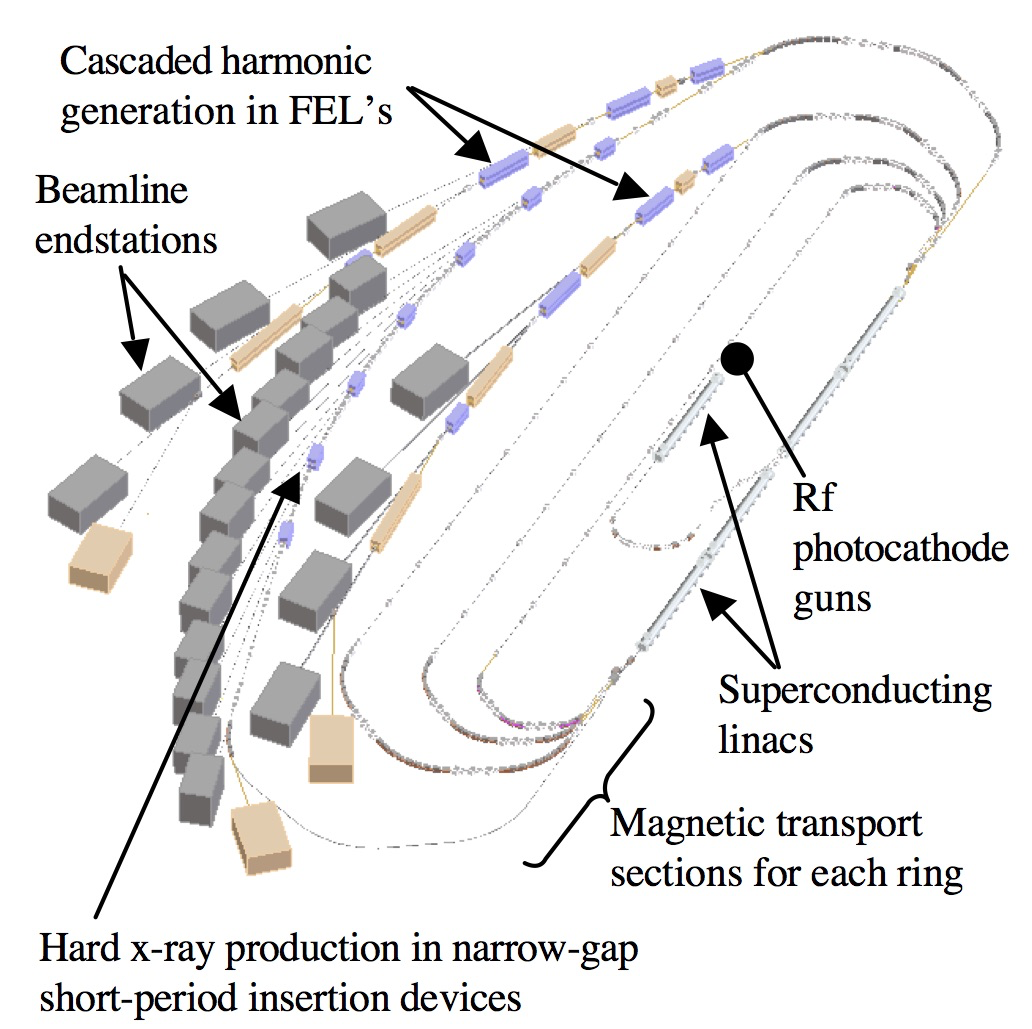 Cascaded harmonic
generation in FEL's
Beamline
endstations
Rf
photocathode
guns
Superconducting
linacs
Magnetic transport
sections for each ring
Hard x-ray production in narrow-gap
short-period insertion devices